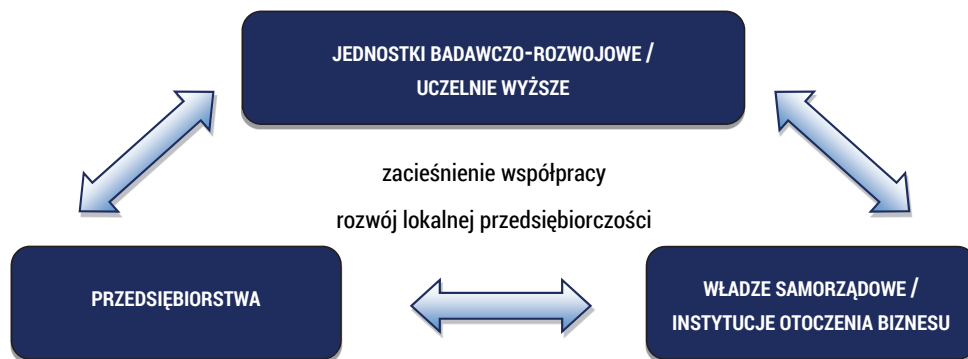 JEDNOSTKI BADAWCZO-ROZWOJOWE /
UCZELNIE WYŻSZE
zacieśnienie współpracy
rozwój lokalnej przedsiębiorczości
PRZEDSIĘBIORSTWA
WŁADZE SAMORZĄDOWE /
INSTYTUCJE OTOCZENIA BIZNESU